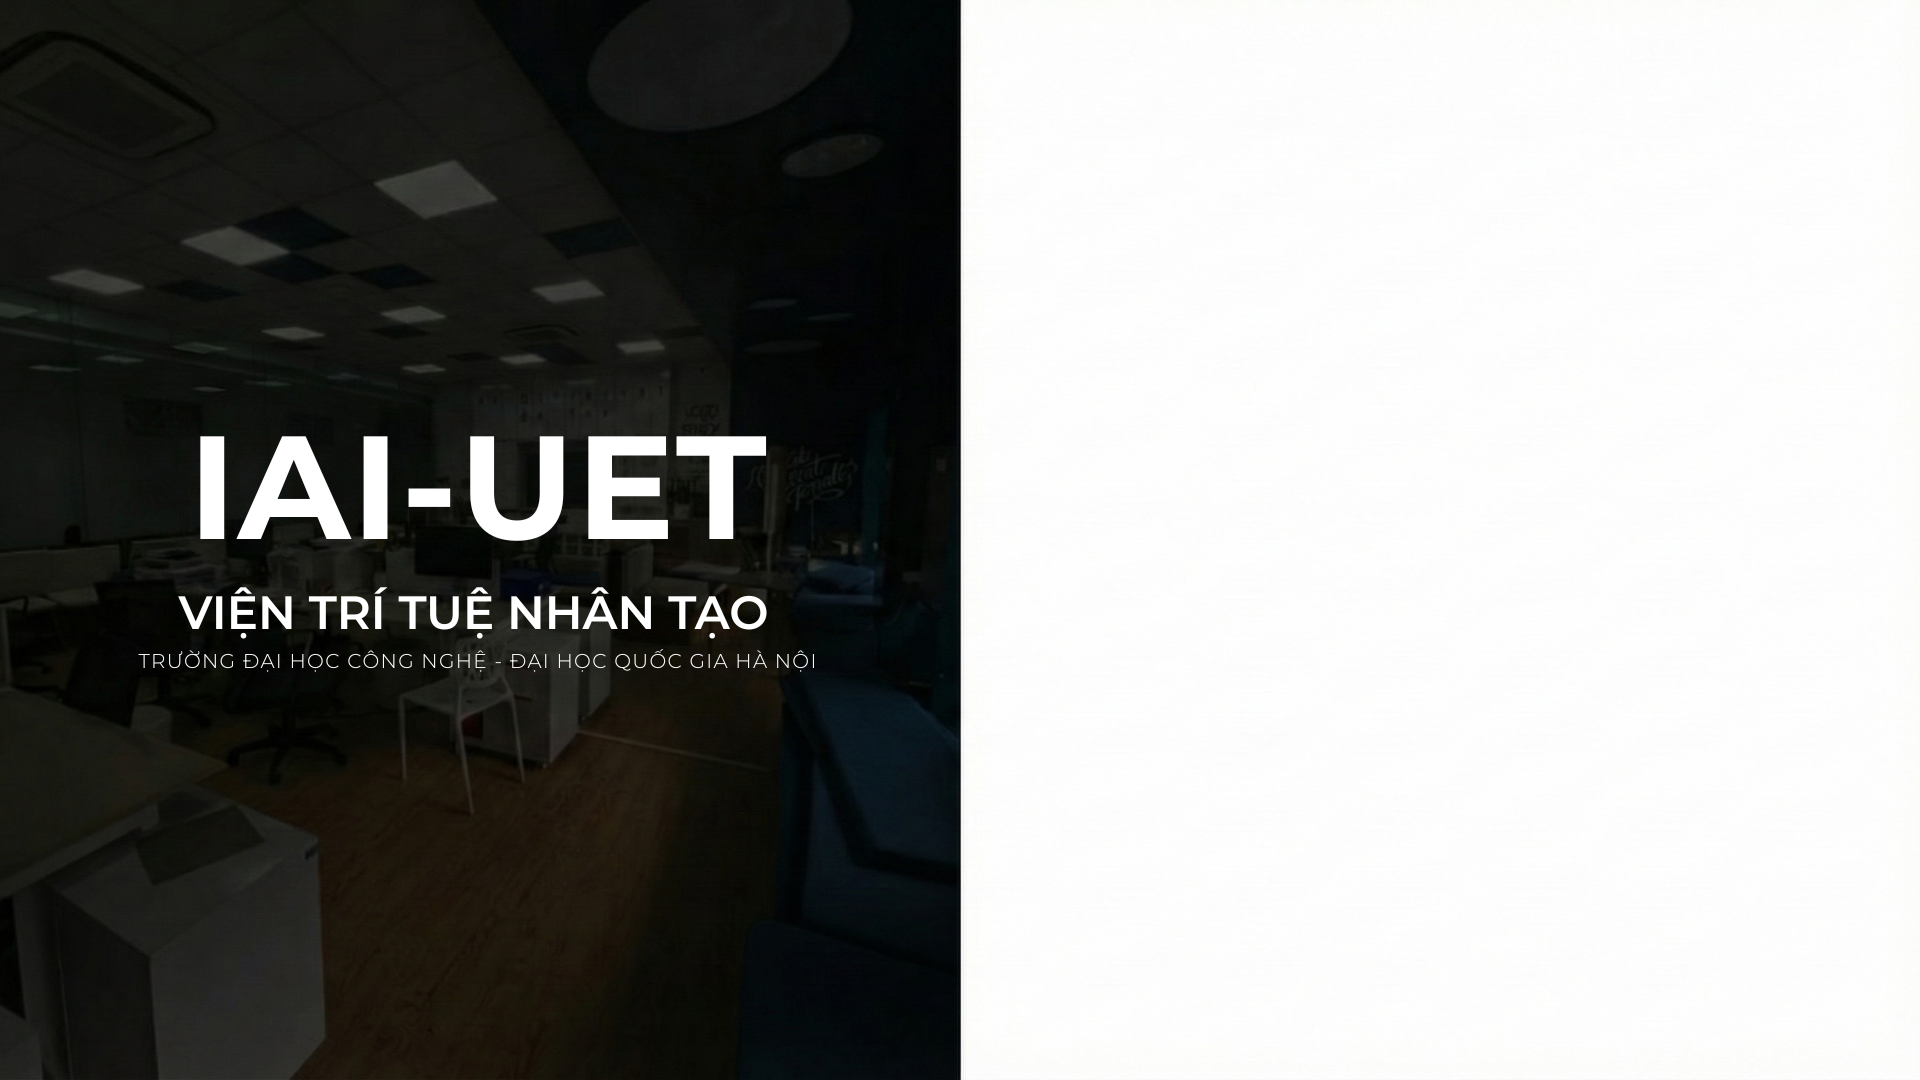 IAI-UET
VIỆN TRÍ TUỆ NHÂN TẠO
TRƯỜNG ĐẠI HỌC CÔNG NGHỆ - ĐẠI HỌC QUỐC GIA HÀ NỘI